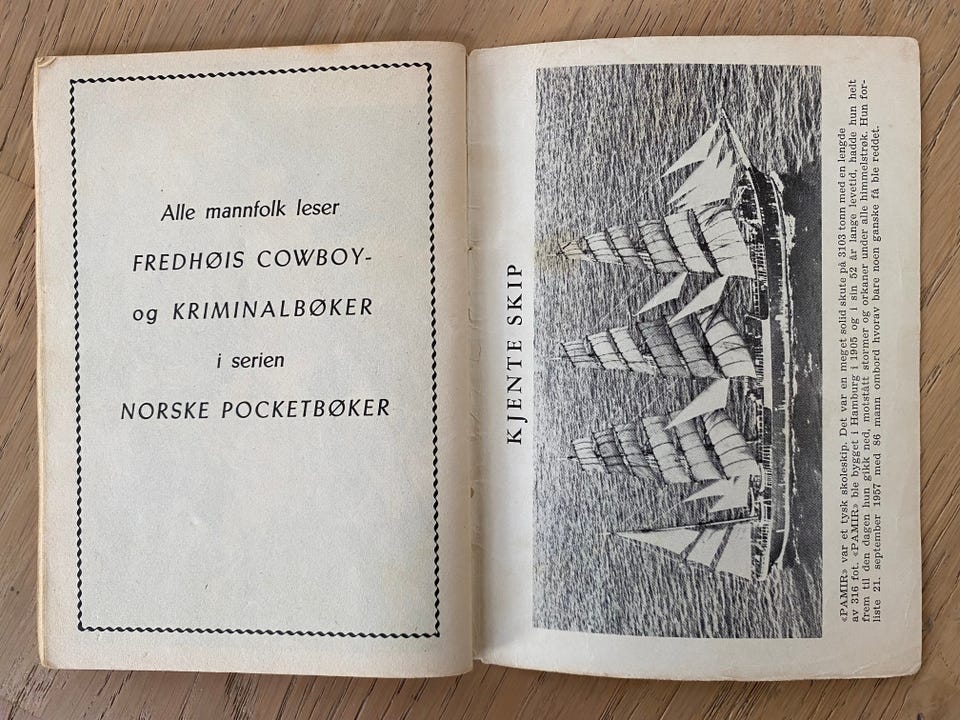 Alle mannfolk leser
FREDHØIS COWBOY-
og KRIMINALBØKER
i serien
NORSKE POCKETBØKER
KJENTE SKIP
«PAMIR» var et tysk skoleskip. Det var en meget solid skute på 3103 tonn med en lengde
av 316 fot. «PAMIR» ble bygget i Hamburg i 1905 og i sin 52 år lange levetid, hadde hun helt
frem til den dagen hun gikk ned, motstått stormer og orkaner under alle himmelstrøk. Hun for-
liste 21. september 1957 med 86 mann ombord hvorav bare noen ganske få ble reddet.